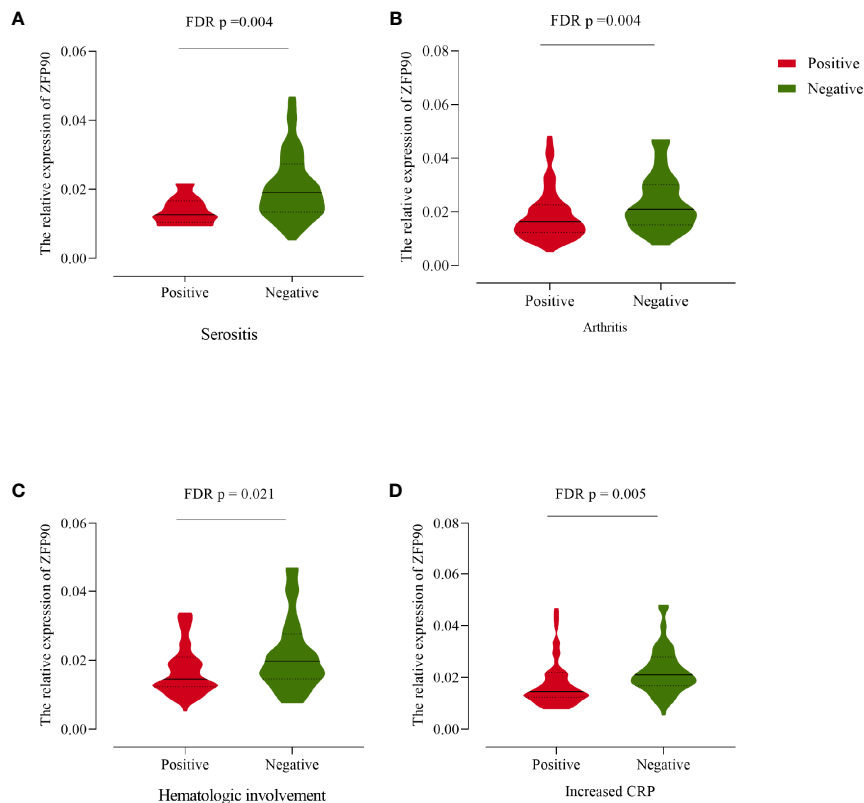 A
FDR p =0.004
The relative expression of ZFP90
0.06
0.04
0.02
0.00
Positive
Negative
Serositis
B
FDR p =0.004
The relative expression of ZFP90
0.08
0.06
0.04
0.02
0.00
Positive
Negative
Arthritis
Positive
Negative
C
FDR p = 0.021
The relative expression of ZFP90
0.06
0.04
0.02
0.00
Positive
Negative
Hematologic involvement
D
FDR p = 0.005
The relative expression of ZFP90
0.08
0.06
0.04
0.02
0.00
Positive
Negative
Increased CRP